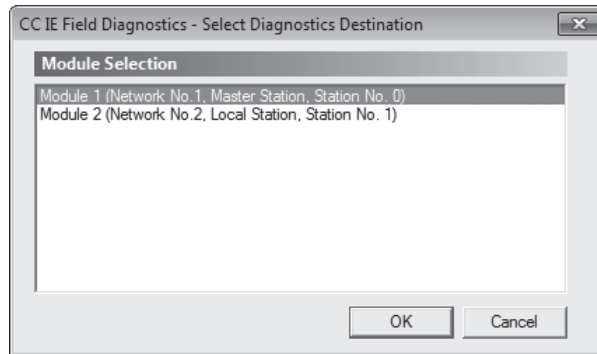 CC IE Field Diagnostics - Select Diagnostics Destination
Module Selection
Module 1 (Network No.1, Master Station, Station No. 0)
Module 2 (Network No.2, Local Station, Station No. 1)
OK Cancel